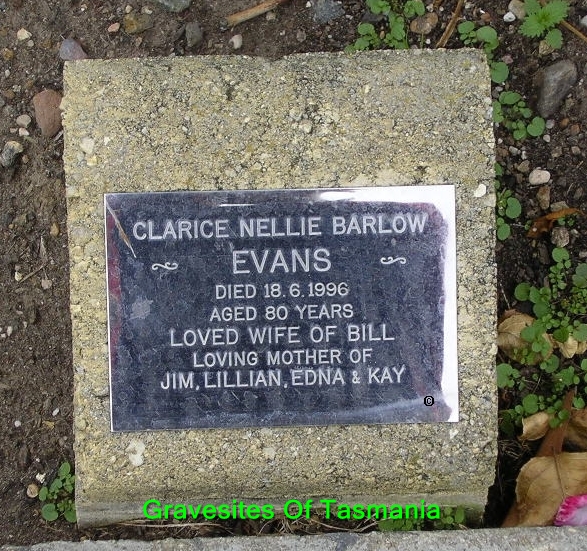 CLARICE NELLIE BARLOW
EVANS
DIED 18.6.1996
AGED 80 YEARS
LOVED WIFE OF BILL
LOVING MOTHER OF
JIM, LILLIAN, EDNA & KAY
©
Gravesites Of Tasmania